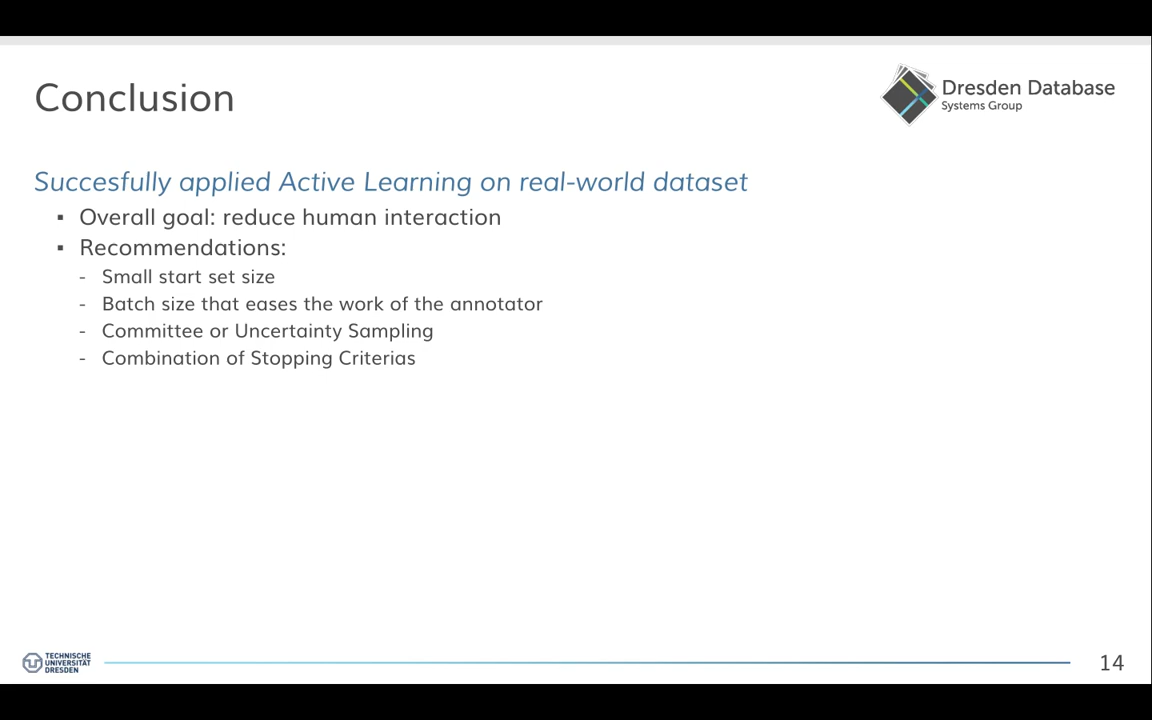 Conclusion
Dresden Database
Systems Group
Succesfully applied Active Learning on real-world dataset
▪ Overall goal: reduce human interaction
▪ Recommendations:
- Small start set size
- Batch size that eases the work of the annotator
- Committee or Uncertainty Sampling
- Combination of Stopping Criterias
TECHNISCHE
UNIVERSITÄT
DRESDEN
14